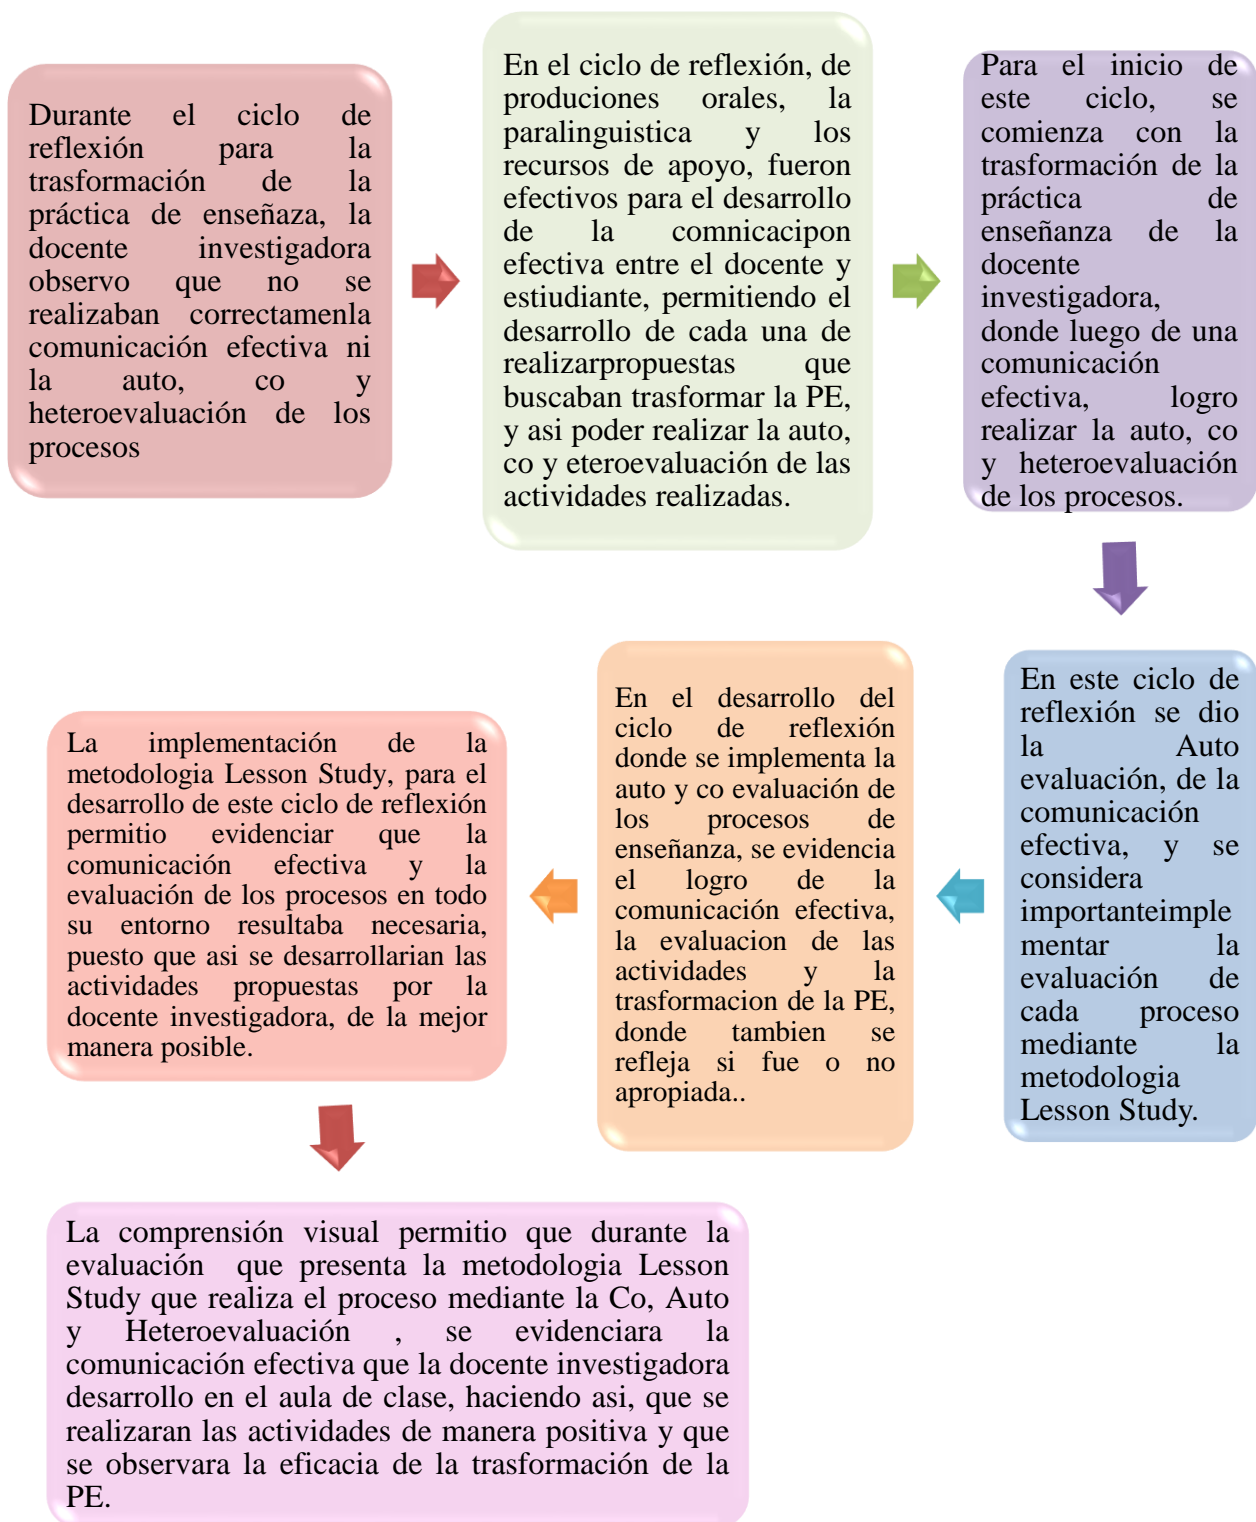 Durante el ciclo de
reflexión para la
trasformación de la
práctica de enseñaza, la
docente investigadora
observo que no se
realizaban correctamenla
comunicación efectiva ni
la auto, co y
heteroevaluación de los
procesos
En el ciclo de reflexión, de
produciones orales, la
paralinguistica y los
recursos de apoyo, fueron
efectivos para el desarrollo
de la comnicacipon
efectiva entre el docente y
estiudiante, permitiendo el
desarrollo de cada una de
realizarpropuestas que
buscaban trasformar la PE,
y asi poder realizar la auto,
co y eteroevaluación de las
actividades realizadas.
Para el inicio de
este ciclo, se
comienza con la
trasformación de la
práctica de
enseñanza de la
docente
investigadora,
donde luego de una
comunicación
efectiva, logro
realizar la auto, co
y heteroevaluación
de los procesos.
En este ciclo de
reflexión se dio
la Auto
evaluación, de la
comunicación
efectiva, y se
considera
importanteimple
mentar la
evaluación de
cada proceso
mediante la
metodologia
Lesson Study.
En el desarrollo del
ciclo de reflexión
donde se implementa la
auto y co evaluación de
los procesos de
enseñanza, se evidencia
el logro de la
comunicación efectiva,
la evaluacion de las
actividades y la
trasformacion de la PE,
donde tambien se
refleja si fue o no
apropiada..
La implementación de la
metodologia Lesson Study, para el
desarrollo de este ciclo de reflexión
permitio evidenciar que la
comunicación efectiva y la
evaluación de los procesos en todo
su entorno resultaba necesaria,
puesto que asi se desarrollarian las
actividades propuestas por la
docente investigadora, de la mejor
manera posible.
La comprensión visual permitio que durante la
evaluación que presenta la metodologia Lesson
Study que realiza el proceso mediante la Co, Auto
y Heteroevaluación , se evidenciara la
comunicación efectiva que la docente investigadora
desarrollo en el aula de clase, haciendo asi, que se
realizaran las actividades de manera positiva y que
se observara la eficacia de la trasformación de la
PE.